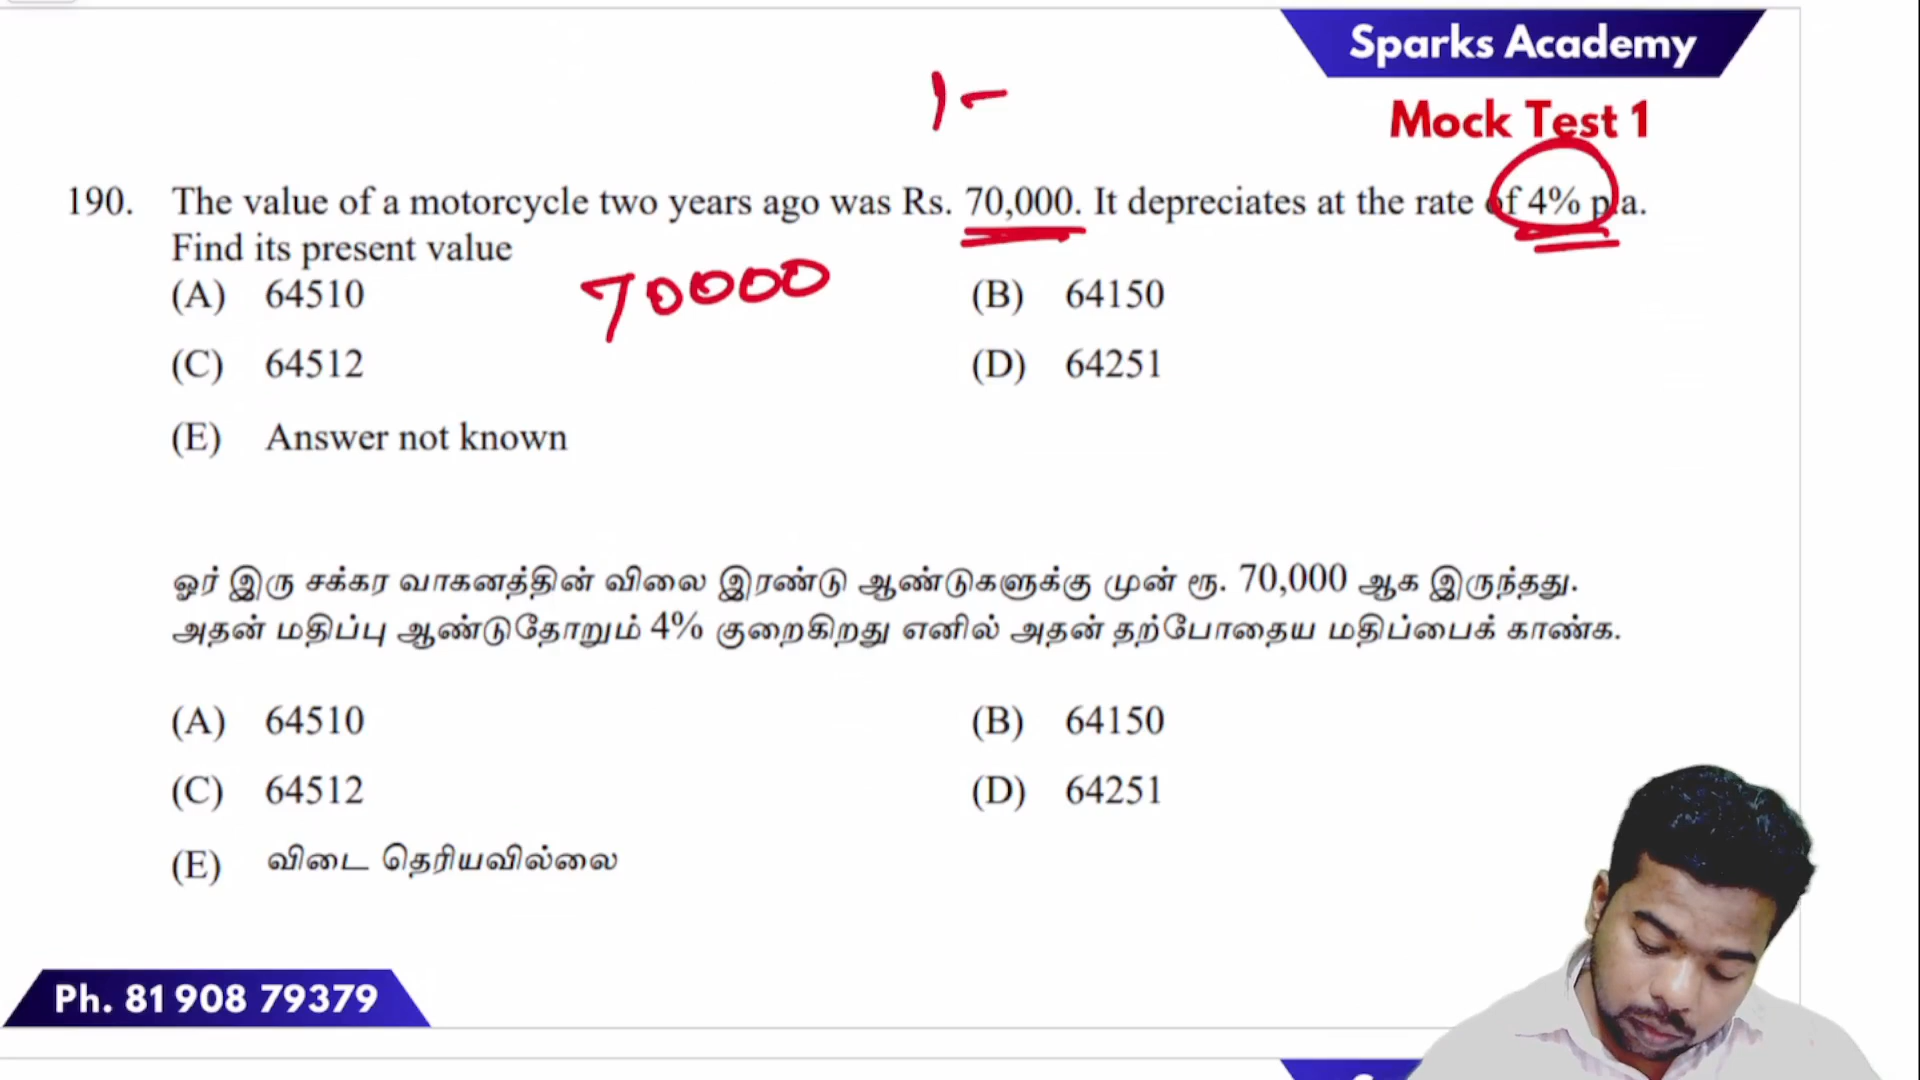 Sparks Academy
1 -
Mock Test 1
190. The value of a motorcycle two years ago was Rs. 70,000. It depreciates at the rate of 4% p.a.
Find its present value
70000
(A) 64510
(B) 64150
(C) 64512
(D) 64251
(E) Answer not known
ஓர் இரு சக்கர வாகனத்தின் விலை இரண்டு ஆண்டுகளுக்கு முன் ரூ. 70,000 ஆக இருந்தது.
அதன் மதிப்பு ஆண்டுதோறும் 4% குறைகிறது எனில் அதன் தற்போதைய மதிப்பைக் காண்க.
(A) 64510
(B) 64150
(C) 64512
(D) 64251
(E) விடை தெரியவில்லை
Ph. 81 908 79379